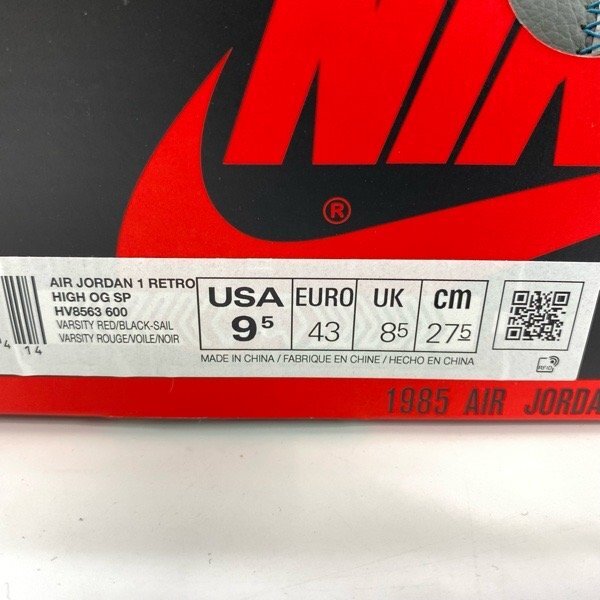 NIK
®
AIR JORDAN 1 RETRO
HIGH OG SP
HV8563 600
VARSITY RED/BLACK-SAIL
VARSITY ROUGE/VOILE/NOIR
4 14
USA EURO UK cm
95 43 85 275
MADE IN CHINA / FABRIQUE EN CHINE / HECHO EN CHINA
RFID
1985 AIR JORDA